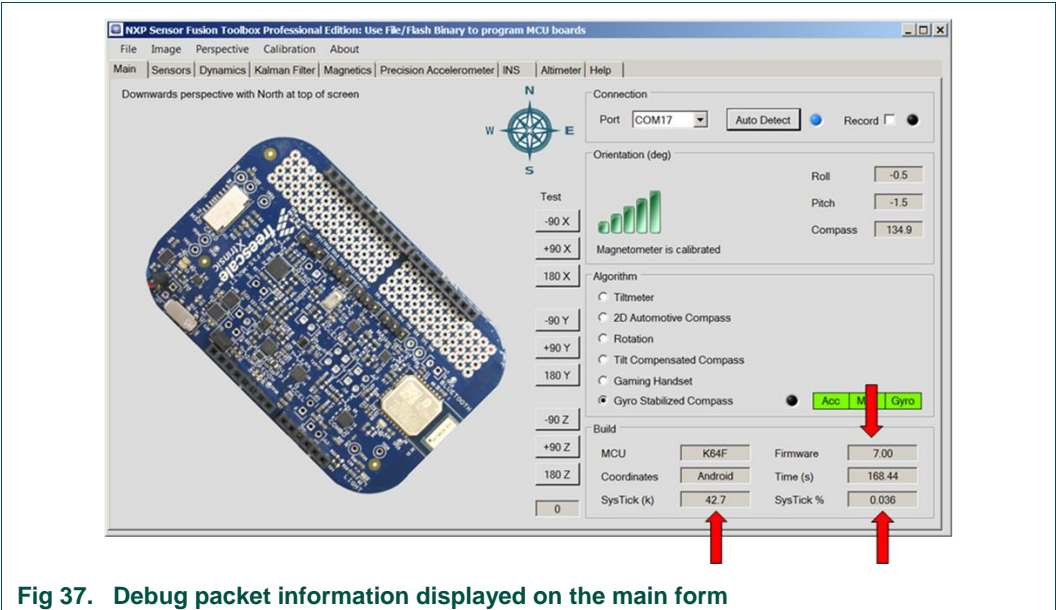 NXP Sensor Fusion Toolbox Professional Edition: Use File/Flash Binary to program MCU boards
File Image Perspective Calibration About
Main Sensors Dynamics Kalman Filter Magnetics Precision Accelerometer INS Altimeter Help
Downwards perspective with North at top of screen
N
W E
S
freescale
Xtrinsic
BLUETOOTH
LIGHT
Test
-90 X
+90 X
180 X
-90 Y
+90 Y
180 Y
-90 Z
+90 Z
180 Z
0
Connection
Port COM17 Auto Detect Record
Orientation (deg)
Roll -0.5
Pitch -1.5
Compass 134.9
Magnetometer is calibrated
Algorithm
Tiltmeter
2D Automotive Compass
Rotation
Tilt Compensated Compass
Gaming Handset
Gyro Stabilized Compass Acc Gyro
Build
MCU K64F Firmware 7.00
Coordinates Android Time (s) 168.44
SysTick (k) 42.7 SysTick % 0.036
Fig 37. Debug packet information displayed on the main form